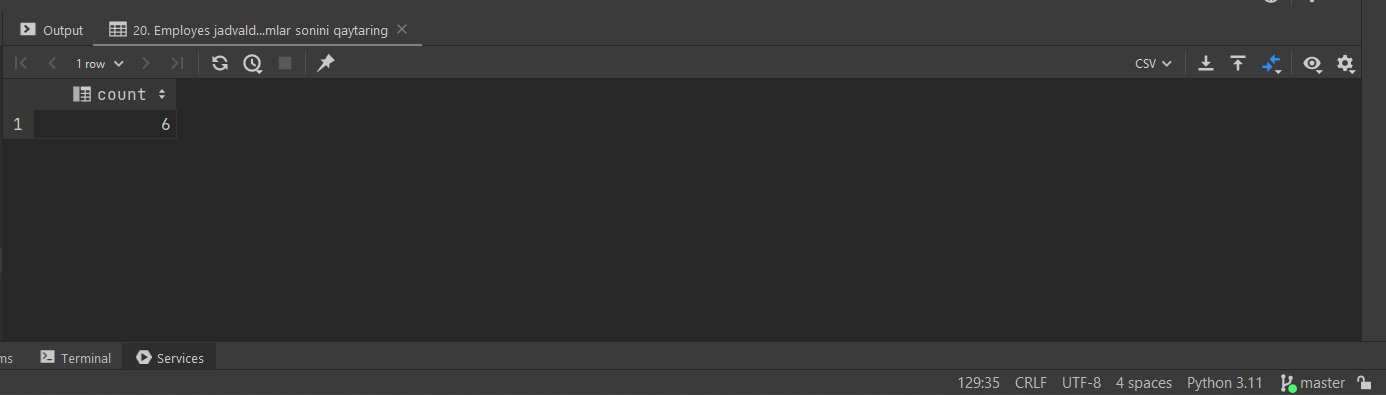 Output
20. Employes jadvald...mlar sonini qaytaring
1 row
CSV
count
1 6
ms
Terminal
Services
129:35 CRLF UTF-8 4 spaces Python 3.11 master